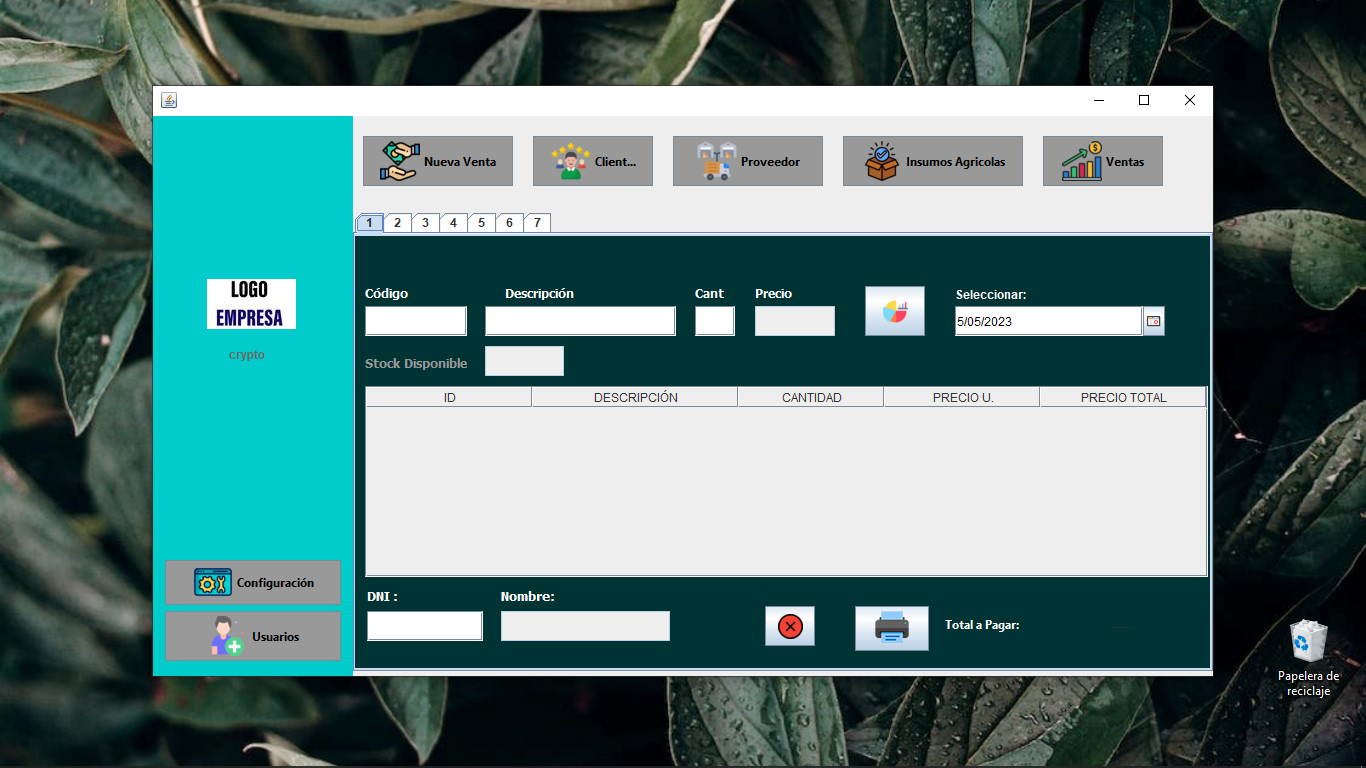 Nueva Venta
Client...
Proveedor
Insumos Agricolas
Ventas
1 2 3 4 5 6 7
LOGO
EMPRESA
crypto
Configuración
Usuarios
Código
Descripción
Cant
Precio
Seleccionar:
5/05/2023
Stock Disponible
ID DESCRIPCIÓN CANTIDAD PRECIO U. PRECIO TOTAL
DNI :
Nombre:
Total a Pagar:
Papelera de
reciclaje